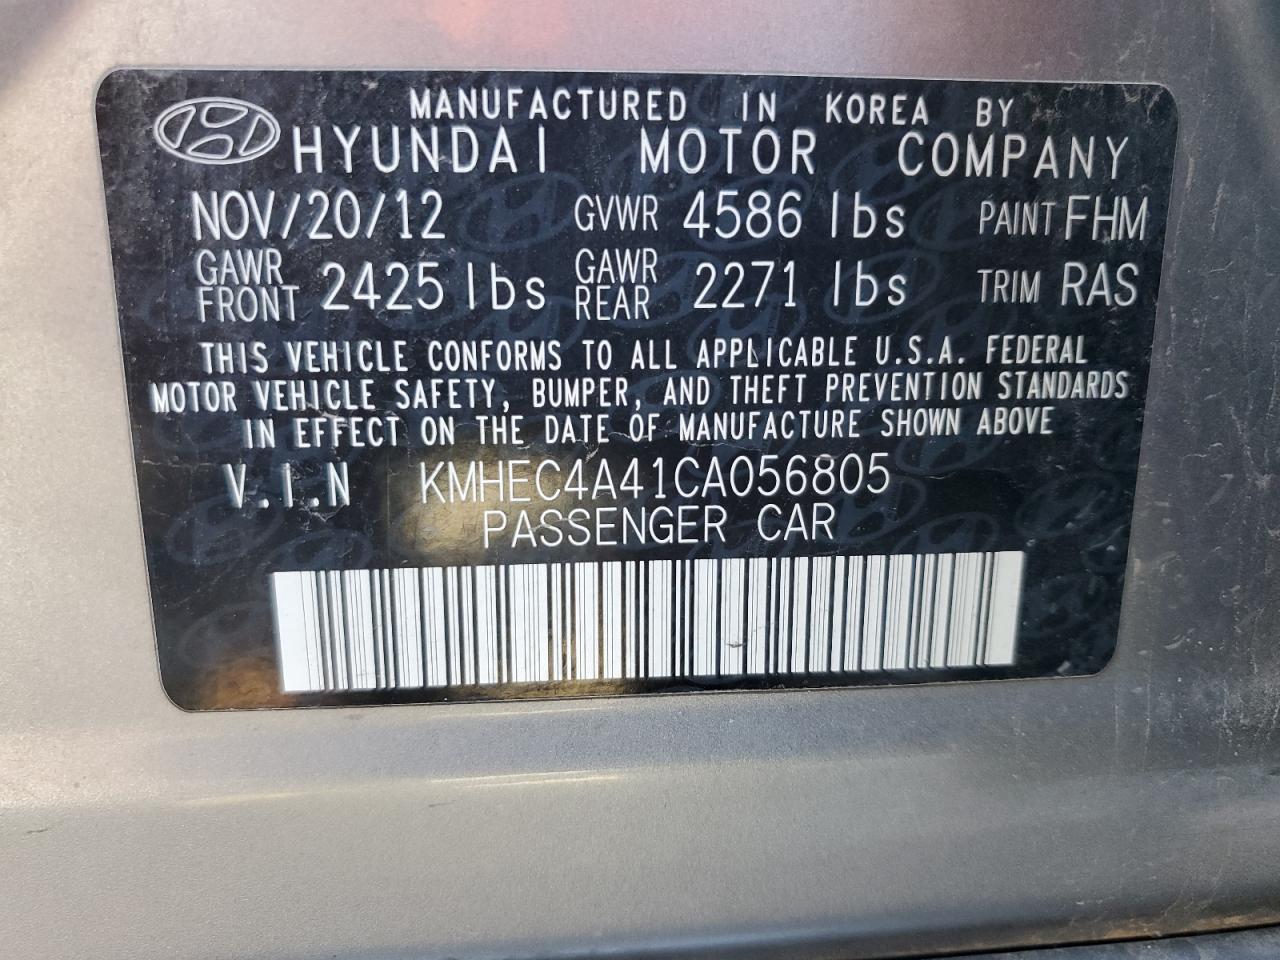 MANUFACTURED IN KOREA BY
HYUNDAI MOTOR COMPANY
NOV/20/12 GVWR 4586 lbs PAINT FHM
GAWR FRONT 2425 lbs GAWR REAR 2271 lbs TRIM RAS
THIS VEHICLE CONFORMS TO ALL APPLICABLE U.S.A. FEDERAL
MOTOR VEHICLE SAFETY, BUMPER, AND THEFT PREVENTION STANDARDS
IN EFFECT ON THE DATE OF MANUFACTURE SHOWN ABOVE
V.I.N KMHEC4A41CA056805
PASSENGER CAR